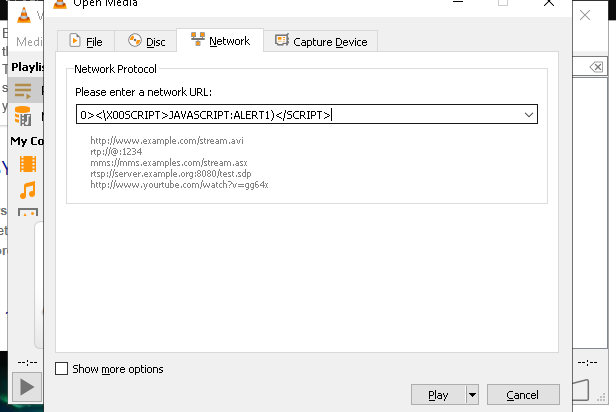 Open Media
V
Medi
File
Disc
Network
Capture Device
Playlis
My Co
Network Protocol
Please enter a network URL:
0><\X00SCRIPT>JAVASCRIPT:ALERT1)</SCRIPT>
http://www.example.com/stream.avi
rtp://@:1234
mms://mms.examples.com/stream.asx
rtsp://server.example.org:8080/test.sdp
http://www.yourtube.com/watch?v=gg64x
--:--
--:--
Show more options
Play
Cancel